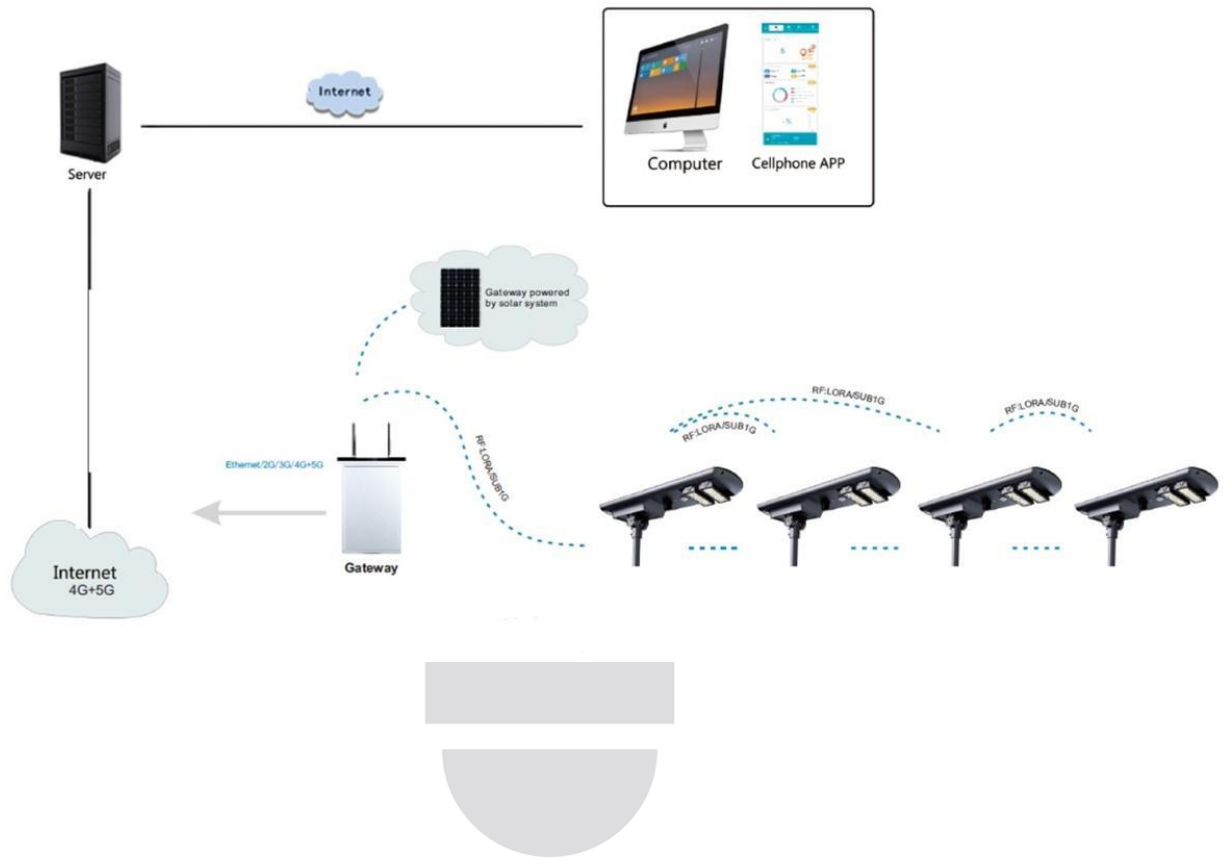 Internet
Server
Computer
Cellphone APP
Gateway powered
by solar system
RF:LORA/SUB1G
RF:LORA/SUB1G
RF:LORA/SUB1G
RF:LORA/SUB1G
Ethernet/2G/3G/4G+5G
Gateway
Internet
4G+5G